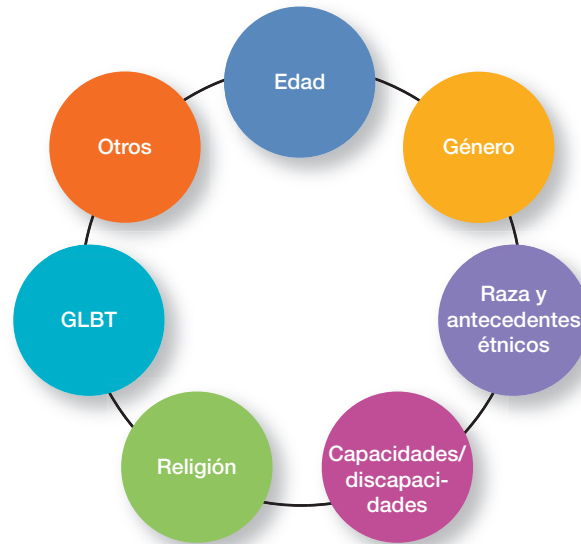 Edad
Género
Raza y
antecedentes
étnicos
Capacidades/
discapaci-
dades
Religión
GLBT
Otros